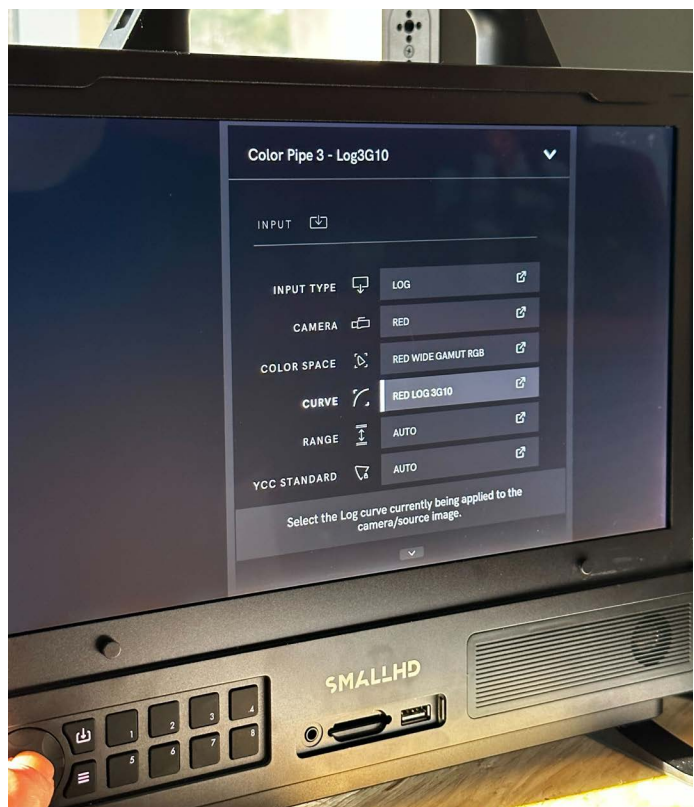 Color Pipe 3 - Log3G10
INPUT
INPUT TYPE LOG
CAMERA RED
COLOR SPACE RED WIDE GAMUT RGB
CURVE RED LOG 3G10
RANGE AUTO
YCC STANDARD AUTO
Select the Log curve currently being applied to the
camera/source image.
SMALLHD
1 2 3 4
5 6 7 8